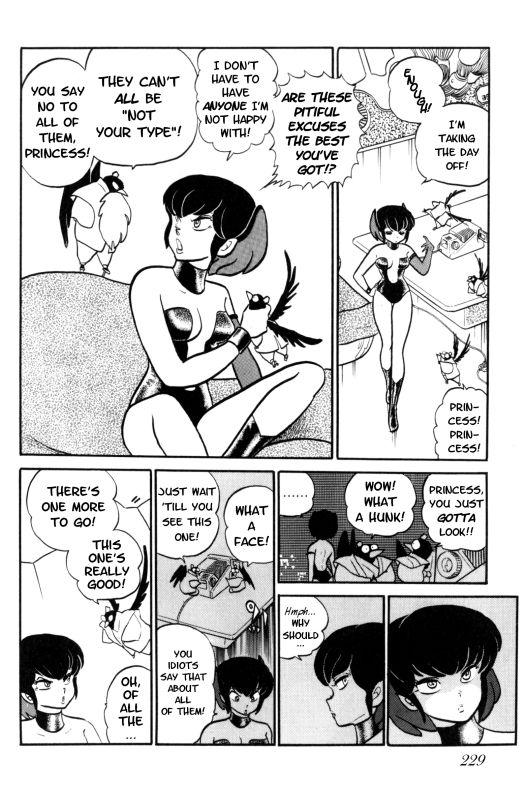 YOU SAY
NO TO
ALL OF
THEM,
PRINCESS!
THEY CAN'T
ALL BE
"NOT
YOUR TYPE"!
I DON'T
HAVE TO
HAVE
ANYONE I'M
NOT HAPPY
WITH!
ARE THESE
PITIFUL
EXCUSES
THE BEST
YOU'VE
GOT!?
ENOUGH!
I'M
TAKING
THE DAY
OFF!
PRIN-
CESS!
PRIN-
CESS!
THERE'S
ONE MORE
TO GO!
THIS
ONE'S
REALLY
GOOD!
OH,
OF ALL
THE
...
JUST WAIT
'TILL YOU
SEE THIS
ONE!
WHAT
A
FACE!
YOU
IDIOTS
SAY THAT
ABOUT
ALL
OF THEM!
......
WOW!
WHAT
A HUNK!
PRINCESS,
YOU JUST
GOTTA
LOOK!!
Hmph...
WHY
SHOULD
...
229